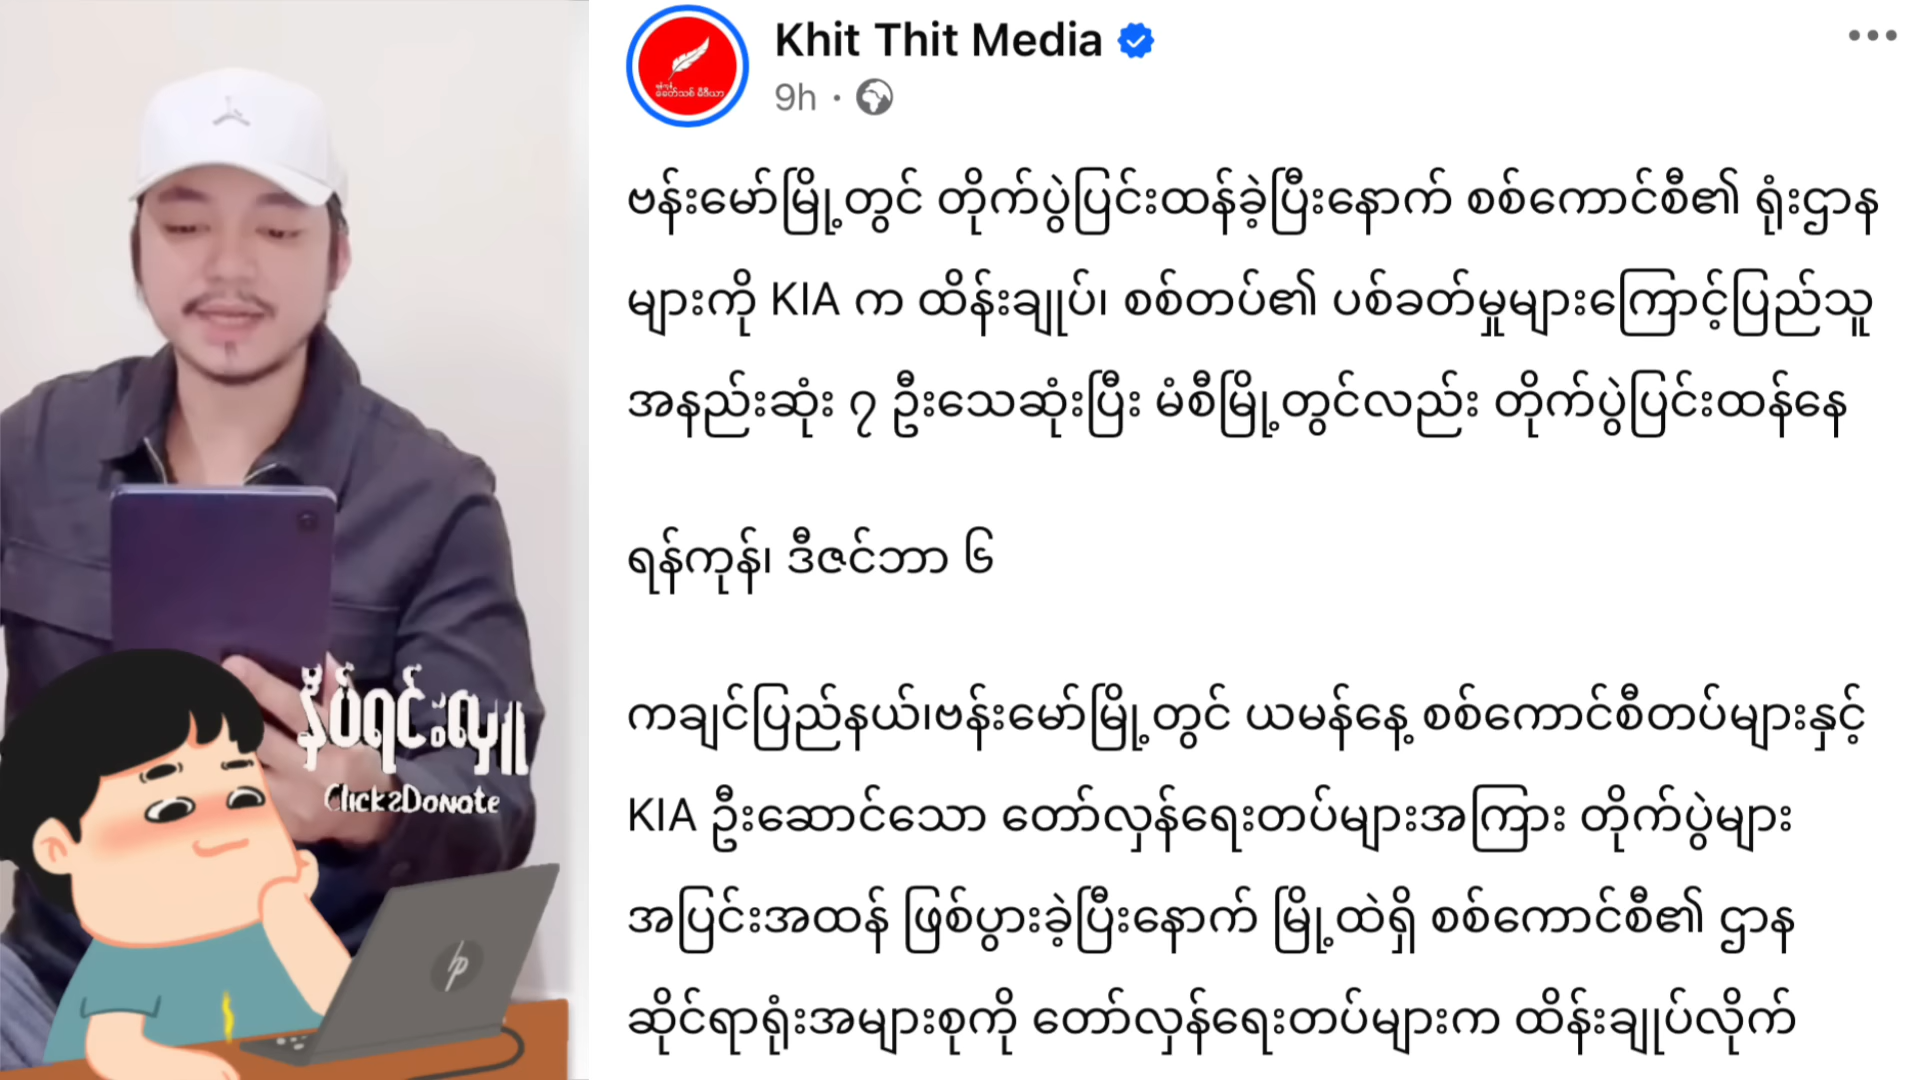 Khit Thit Media
9h
ဗန်းမော်မြို့တွင် တိုက်ပွဲပြင်းထန်ခဲ့ပြီးနောက် စစ်ကောင်စီ၏ ရုံးဌာန
များကို KIA က ထိန်းချုပ်၊ စစ်တပ်၏ ပစ်ခတ်မှုများကြောင့်ပြည်သူ
အနည်းဆုံး ၇ ဦးသေဆုံးပြီး မံစီမြို့တွင်လည်း တိုက်ပွဲပြင်းထန်နေ
ရန်ကုန်၊ ဒီဇင်ဘာ ၆
ကချင်ပြည်နယ်၊ဗန်းမော်မြို့တွင် ယမန်နေ့ စစ်ကောင်စီတပ်များနှင့်
KIA ဦးဆောင်သော တော်လှန်ရေးတပ်များအကြား တိုက်ပွဲများ
အပြင်းအထန် ဖြစ်ပွားခဲ့ပြီးနောက် မြို့ထဲရှိ စစ်ကောင်စီ၏ ဌာန
ဆိုင်ရာရုံးအများစုကို တော်လှန်ရေးတပ်များက ထိန်းချုပ်လိုက်
နှိပ်ရင်းလှူ
Click2Donate
hp